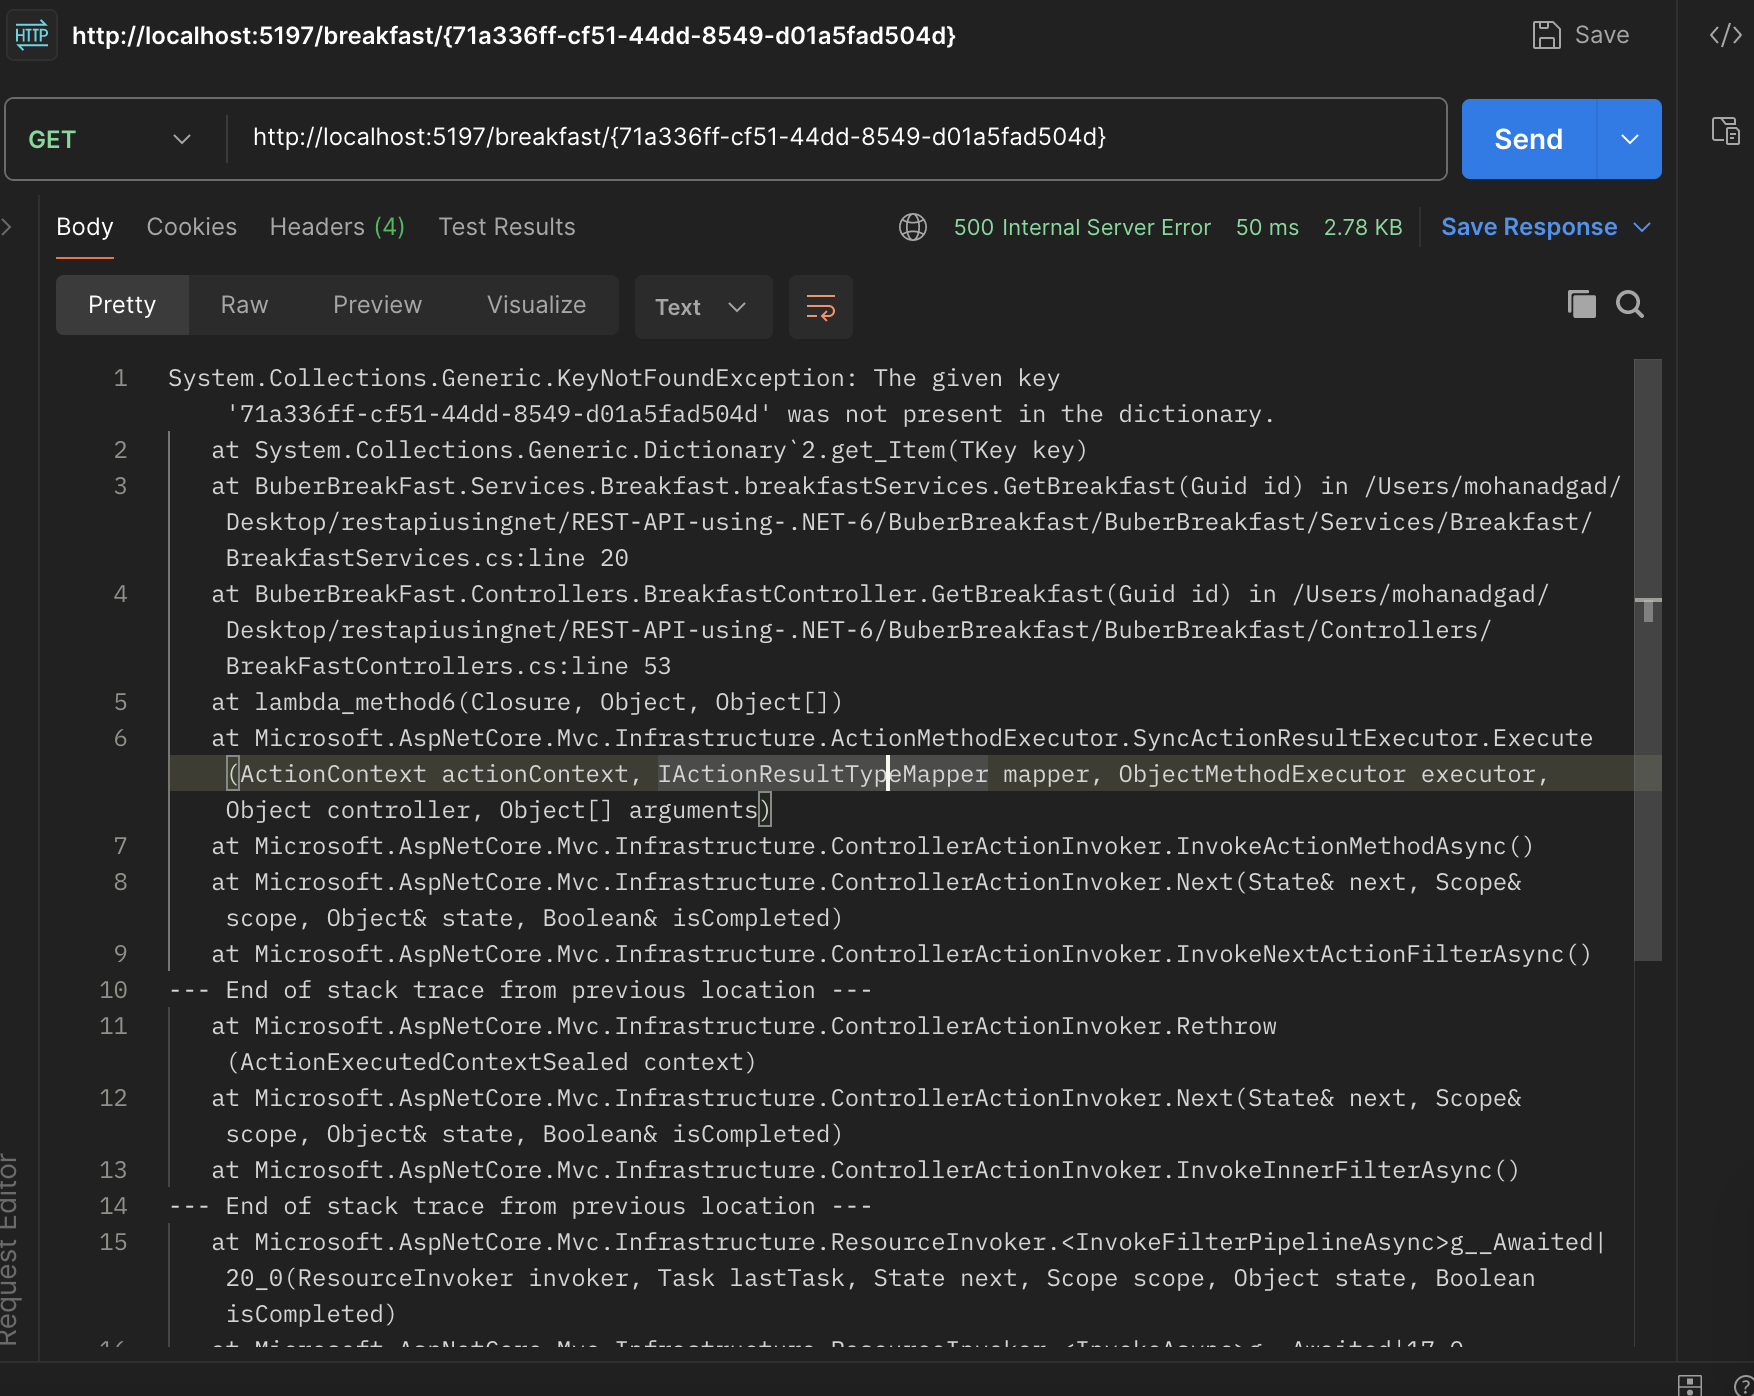 HTTP http://localhost:5197/breakfast/{71a336ff-cf51-44dd-8549-d01a5fad504d} Save </>
GET http://localhost:5197/breakfast/{71a336ff-cf51-44dd-8549-d01a5fad504d} Send
Body Cookies Headers (4) Test Results 500 Internal Server Error 50 ms 2.78 KB Save Response
Pretty Raw Preview Visualize Text
1 System.Collections.Generic.KeyNotFoundException: The given key
'71a336ff-cf51-44dd-8549-d01a5fad504d' was not present in the dictionary.
2 at System.Collections.Generic.Dictionary`2.get_Item(TKey key)
3 at BuberBreakFast.Services.Breakfast.breakfastServices.GetBreakfast(Guid id) in /Users/mohanadgad/
Desktop/restapiusingnet/REST-API-using-.NET-6/BuberBreakfast/BuberBreakfast/Services/Breakfast/
BreakfastServices.cs:line 20
4 at BuberBreakFast.Controllers.BreakfastController.GetBreakfast(Guid id) in /Users/mohanadgad/
Desktop/restapiusingnet/REST-API-using-.NET-6/BuberBreakfast/BuberBreakfast/Controllers/
BreakFastControllers.cs:line 53
5 at lambda_method6(Closure, Object, Object[])
6 at Microsoft.AspNetCore.Mvc.Infrastructure.ActionMethodExecutor.SyncActionResultExecutor.Execute
(ActionContext actionContext, IActionResultTypeMapper mapper, ObjectMethodExecutor executor,
Object controller, Object[] arguments)
7 at Microsoft.AspNetCore.Mvc.Infrastructure.ControllerActionInvoker.InvokeActionMethodAsync()
8 at Microsoft.AspNetCore.Mvc.Infrastructure.ControllerActionInvoker.Next(State& next, Scope&
scope, Object& state, Boolean& isCompleted)
9 at Microsoft.AspNetCore.Mvc.Infrastructure.ControllerActionInvoker.InvokeNextActionFilterAsync()
10 --- End of stack trace from previous location ---
11 at Microsoft.AspNetCore.Mvc.Infrastructure.ControllerActionInvoker.Rethrow
(ActionExecutedContextSealed context)
12 at Microsoft.AspNetCore.Mvc.Infrastructure.ControllerActionInvoker.Next(State& next, Scope&
scope, Object& state, Boolean& isCompleted)
13 at Microsoft.AspNetCore.Mvc.Infrastructure.ControllerActionInvoker.InvokeInnerFilterAsync()
14 --- End of stack trace from previous location ---
15 at Microsoft.AspNetCore.Mvc.Infrastructure.ResourceInvoker.<InvokeFilterPipelineAsync>g__Awaited|
20_0(ResourceInvoker invoker, Task lastTask, State next, Scope scope, Object state, Boolean
isCompleted)
Request Editor